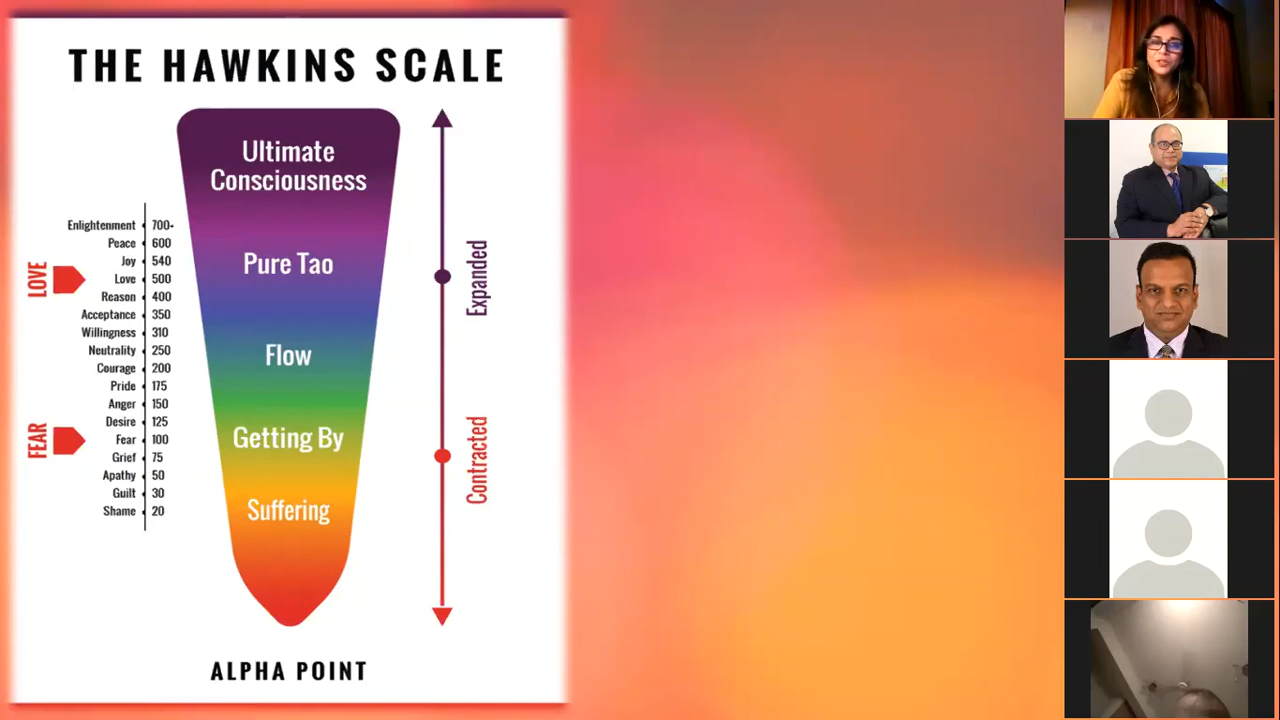 THE HAWKINS SCALE
Ultimate
Consciousness
Enlightenment 700+
Peace 600
Pure Tao
Joy 540
LOVE
Love 500
Expanded
Reason 400
Acceptance 350
Willingness 310
Neutrality 250
Flow
Courage 200
Pride 175
Anger 150
Desire 125
FEAR
Fear 100
Getting By
Contracted
Grief 75
Apathy 50
Guilt 30
Shame 20
Suffering
ALPHA POINT